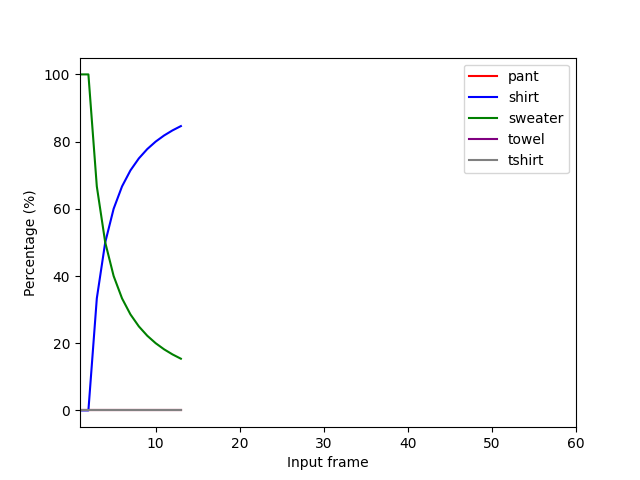 100
80
60
40
20
0
Percentage (%)
10 20 30 40 50 60
Input frame
pant
shirt
sweater
towel
tshirt